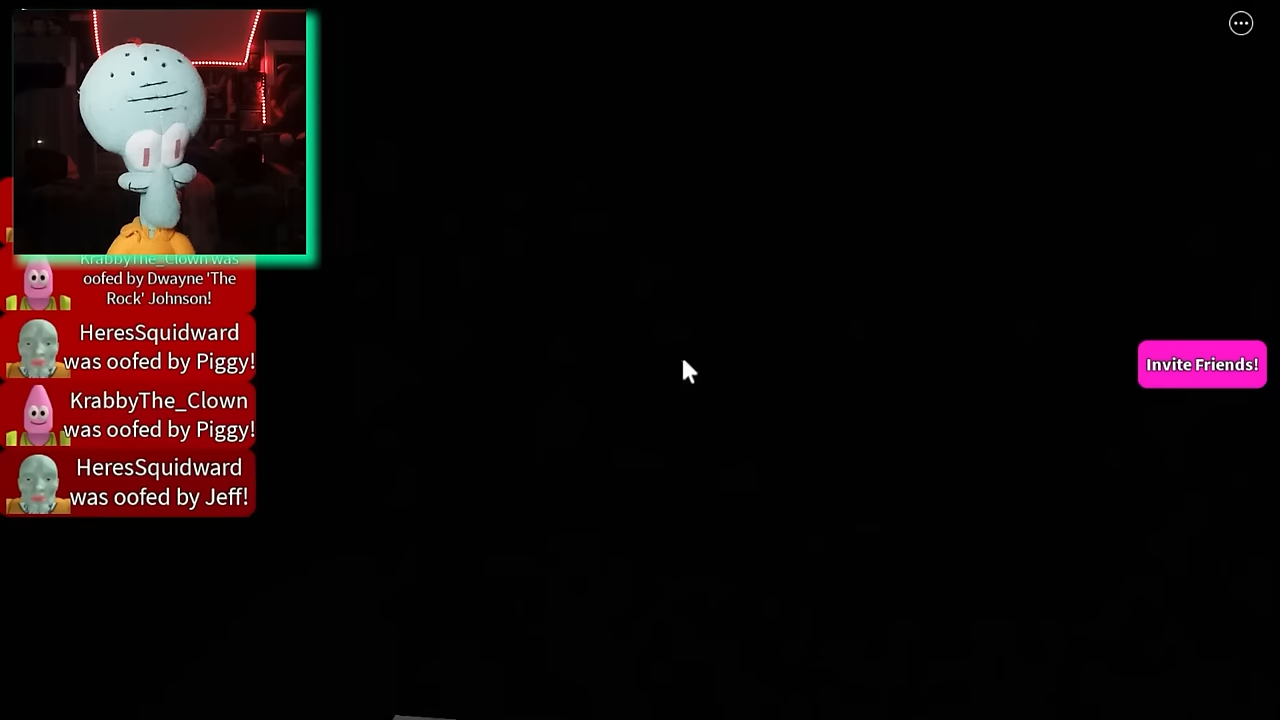 KrabbyThe_Clown was
oofed by Dwayne 'The
Rock' Johnson!
HeresSquidward
was oofed by Piggy!
KrabbyThe_Clown
was oofed by Piggy!
HeresSquidward
was oofed by Jeff!
Invite Friends!